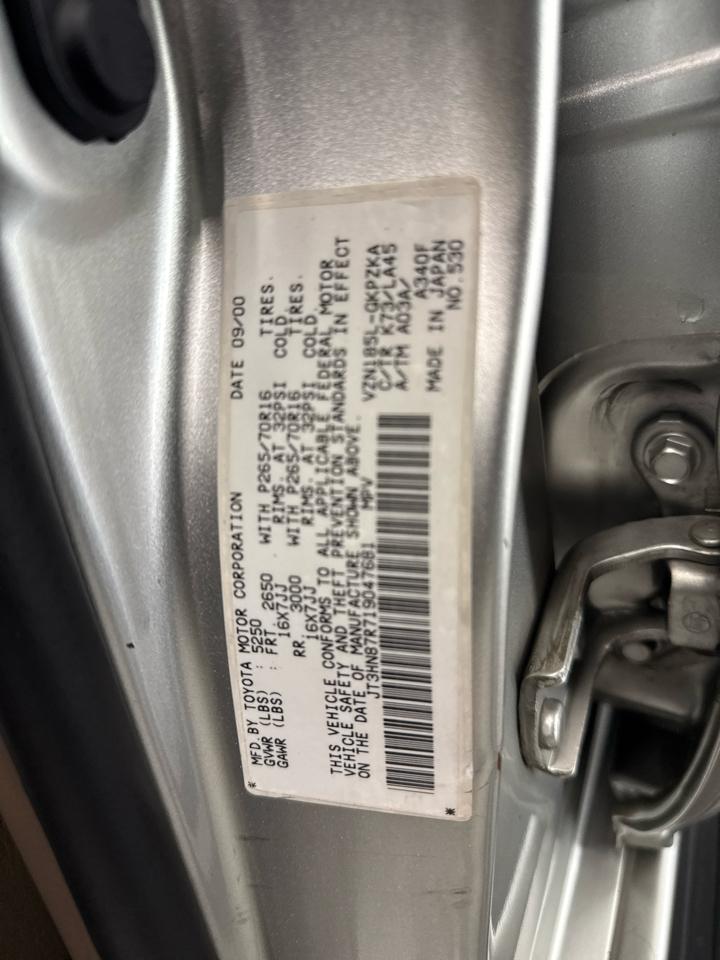 * MFD. BY TOYOTA MOTOR CORPORATION DATE 09/00
GVWR (LBS) : 5250
GAWR (LBS) : FRT. 2650 WITH P265/70R16 TIRES.
16X7JJ RIMS. AT 32PSI COLD.
RR. 3000 WITH P265/70R16 TIRES.
16X7JJ RIMS. AT 32PSI COLD.
THIS VEHICLE CONFORMS TO ALL APPLICABLE FEDERAL MOTOR
VEHICLE SAFETY AND THEFT PREVENTION STANDARDS IN EFFECT
ON THE DATE OF MANUFACTURE SHOWN ABOVE.
JT3HN87R719047681 MPV VZN185L-GKPZKA
C/TR K73/LA45
A/TM A03A/
A340F
MADE IN JAPAN
* NO.530